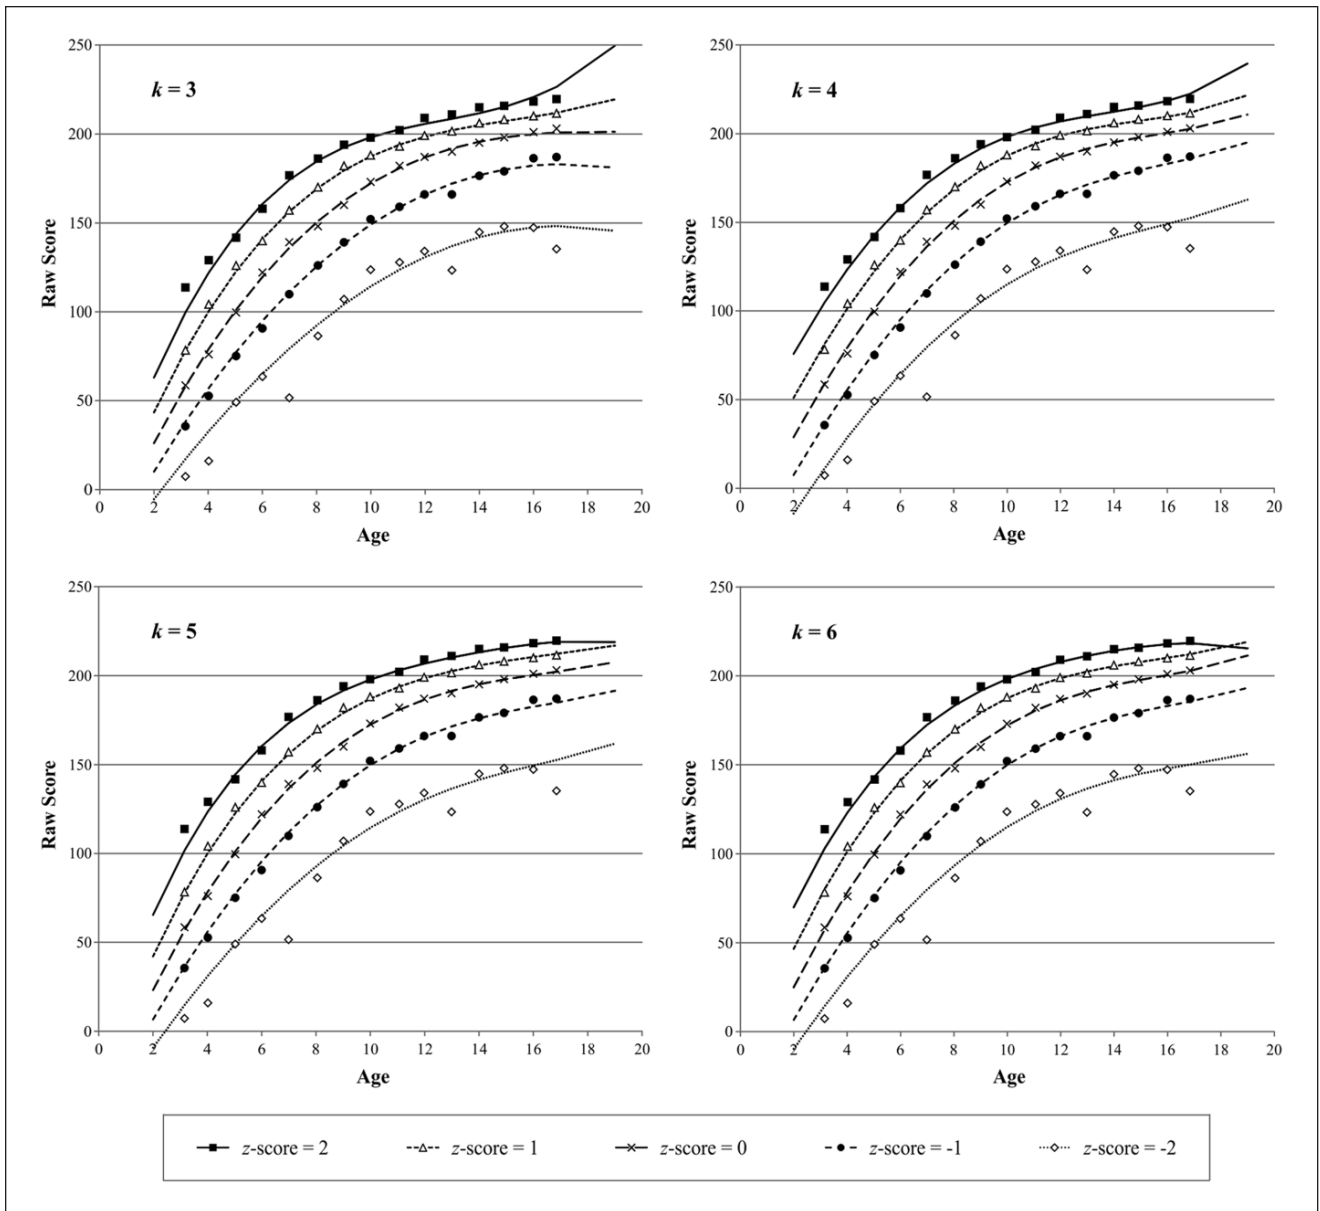 k = 3
250
200
150
100
50
0
Raw Score
0 2 4 6 8 10 12 14 16 18 20
Age
k = 4
250
200
150
100
50
0
Raw Score
0 2 4 6 8 10 12 14 16 18 20
Age
k = 5
250
200
150
100
50
0
Raw Score
0 2 4 6 8 10 12 14 16 18 20
Age
k = 6
250
200
150
100
50
0
Raw Score
0 2 4 6 8 10 12 14 16 18 20
Age
z-score = 2 z-score = 1 z-score = 0 z-score = -1 z-score = -2